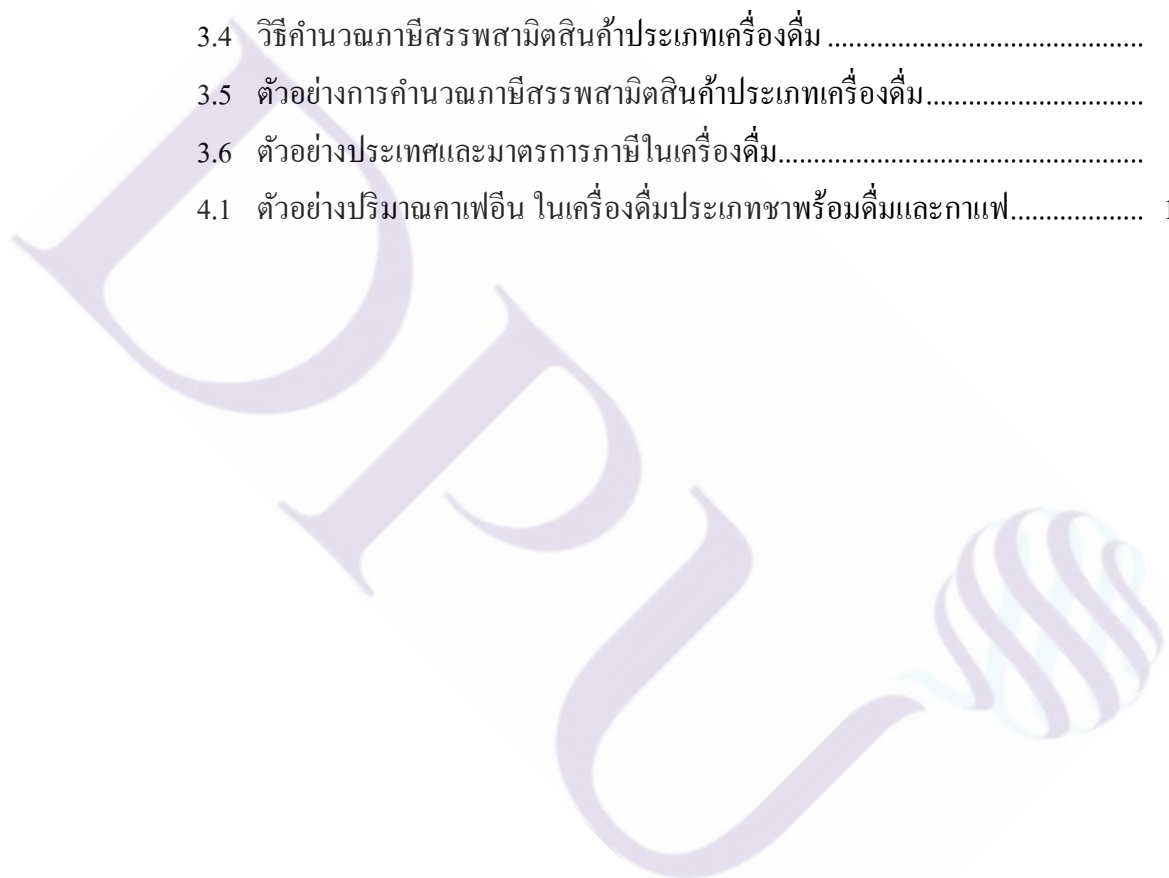 3.4 วิธีคำนวณภาษีสรรพสามิตสินค้าประเภทเครื่องดื่ม .............................................
3.5 ตัวอย่างการคำนวณภาษีสรรพสามิตสินค้าประเภทเครื่องดื่ม...............................
3.6 ตัวอย่างประเทศและมาตรการภาษีในเครื่องดื่ม....................................................
4.1 ตัวอย่างปริมาณคาเฟอีน ในเครื่องดื่มประเภทชาพร้อมดื่มและกาแฟ................... 1
DPU